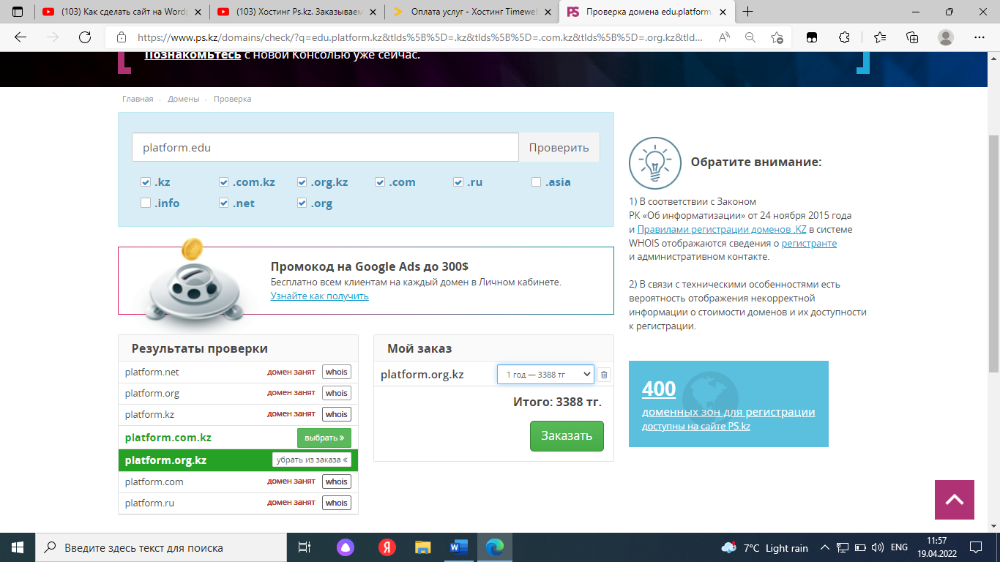 (103) Как сделать сайт на Wordp
(103) Хостинг Ps.kz. Заказываем
Оплата услуг - Хостинг Timeweb
Проверка домена edu.platform.
https://www.ps.kz/domains/check/?q=edu.platform.kz&tlds%5B%5D=.kz&tlds%5B%5D=.com.kz&tlds%5B%5D=.org.kz&tld...
Познакомьтесь с новой Консолью уже сейчас.
Главная
Домены
Проверка
platform.edu
Проверить
.kz
.com.kz
.org.kz
.com
.ru
.asia
.info
.net
.org
Промокод на Google Ads до 300$
Бесплатно всем клиентам на каждый домен в Личном кабинете.
Узнайте как получить
Результаты проверки
platform.net домен занят whois
platform.org домен занят whois
platform.kz домен занят whois
platform.com.kz выбрать »
platform.org.kz убрать из заказа «
platform.com домен занят whois
platform.ru домен занят whois
Мой заказ
platform.org.kz 1 год — 3388 тг
Итого: 3388 тг.
Заказать
Обратите внимание:
1) В соответствии с Законом
РК «Об информатизации» от 24 ноября 2015 года
и Правилами регистрации доменов .KZ в системе
WHOIS отображаются сведения о регистранте
и административном контакте.
2) В связи с техническими особенностями есть
вероятность отображения некорректной
информации о стоимости доменов и их доступности
к регистрации.
400
доменных зон для регистрации
доступны на сайте PS.kz
Введите здесь текст для поиска
7°C Light rain
ENG
11:57
19.04.2022